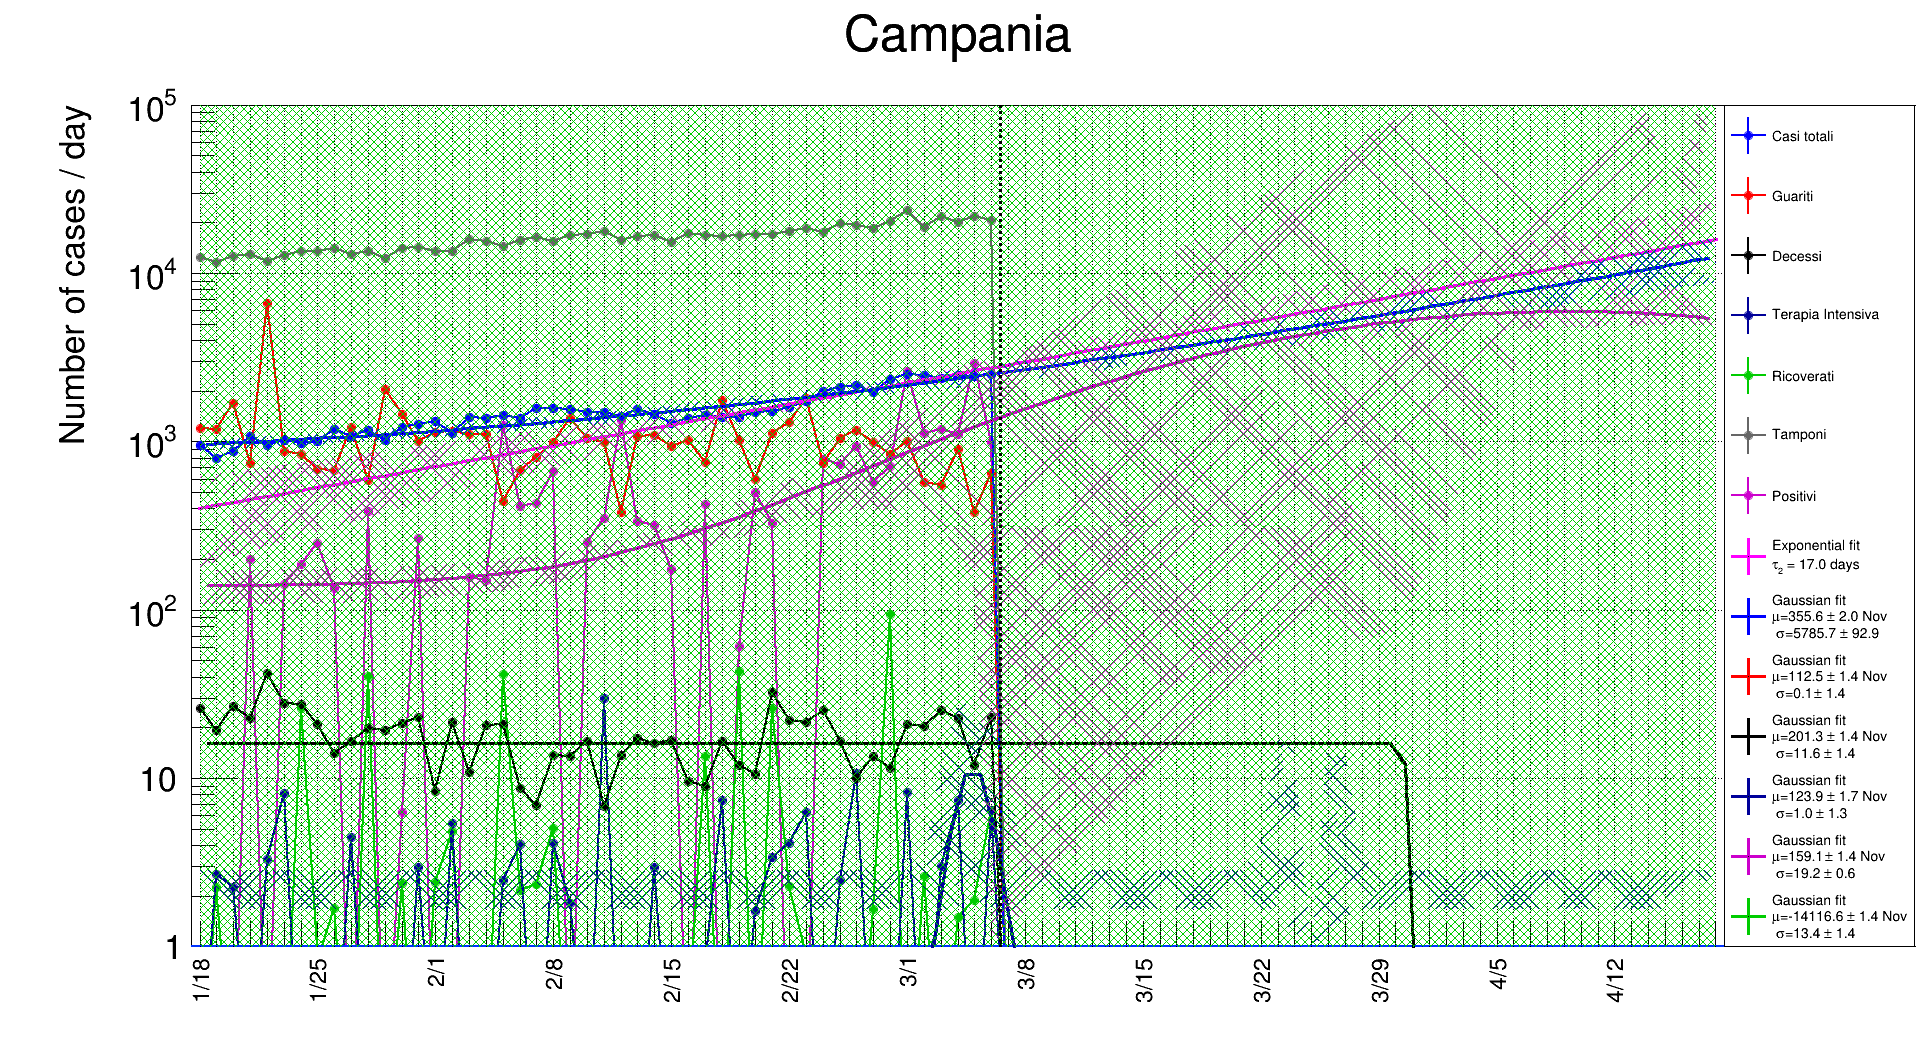 Campania
Number of cases / day
10⁵
10⁴
10³
10²
10
1
1/18
1/25
2/1
2/8
2/15
2/22
3/1
3/8
3/15
3/22
3/29
4/5
4/12
Casi totali
Guariti
Decessi
Terapia Intensiva
Ricoverati
Tamponi
Positivi
Exponential fit
τ₂ = 17.0 days
Gaussian fit
μ=355.6 ± 2.0 Nov
σ=5785.7 ± 92.9
Gaussian fit
μ=112.5 ± 1.4 Nov
σ=0.1 ± 1.4
Gaussian fit
μ=201.3 ± 1.4 Nov
σ=11.6 ± 1.4
Gaussian fit
μ=123.9 ± 1.7 Nov
σ=1.0 ± 1.3
Gaussian fit
μ=159.1 ± 1.4 Nov
σ=19.2 ± 0.6
Gaussian fit
μ=-14116.6 ± 1.4 Nov
σ=13.4 ± 1.4